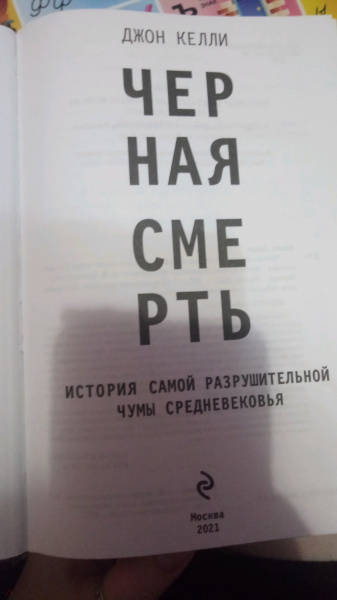 ДЖОН КЕЛЛИ
ЧЕР
НАЯ
СМЕ
РТЬ
ИСТОРИЯ САМОЙ РАЗРУШИТЕЛЬНОЙ
ЧУМЫ СРЕДНЕВЕКОВЬЯ
Москва
2021